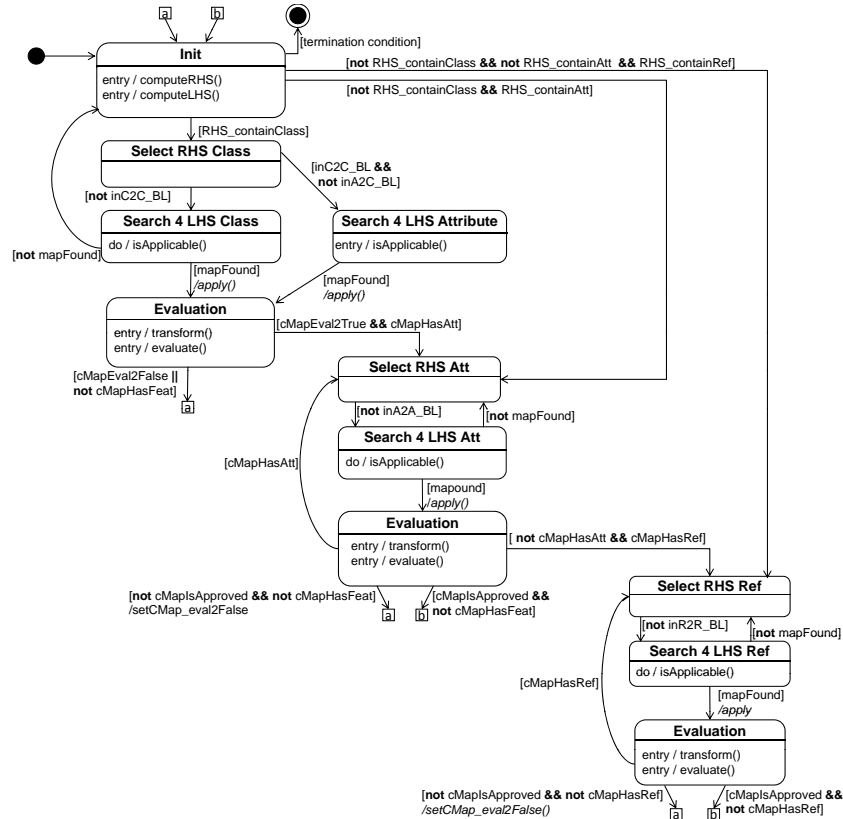 a
b
[termination condition]
Init
entry / computeRHS()
entry / computeLHS()
[not RHS_containClass && not RHS_containAtt && RHS_containRef]
[not RHS_containClass && RHS_containAtt]
[RHS_containClass]
Select RHS Class
[inC2C_BL &&
not inA2C_BL]
[not inC2C_BL]
Search 4 LHS Class
do / isApplicable()
Search 4 LHS Attribute
entry / isApplicable()
[not mapFound]
[mapFound]
/apply()
[mapFound]
/apply()
Evaluation
entry / transform()
entry / evaluate()
[cMapEval2True && cMapHasAtt]
[cMapEval2False ||
not cMapHasFeat]
a
Select RHS Att
[not inA2A_BL]
[not mapFound]
Search 4 LHS Att
do / isApplicable()
[cMapHasAtt]
[mapound]
/apply()
Evaluation
entry / transform()
entry / evaluate()
[ not cMapHasAtt && cMapHasRef]
[not cMapIsApproved && not cMapHasFeat]
/setCMap_eval2False
a
b
[cMapIsApproved &&
not cMapHasFeat]
Select RHS Ref
[not inR2R_BL]
[not mapFound]
Search 4 LHS Ref
do / isApplicable()
[cMapHasRef]
[mapFound]
/apply
Evaluation
entry / transform()
entry / evaluate()
[not cMapIsApproved && not cMapHasRef]
/setCMap_eval2False()
a
b
[cMapIsApproved &&
not cMapHasRef]